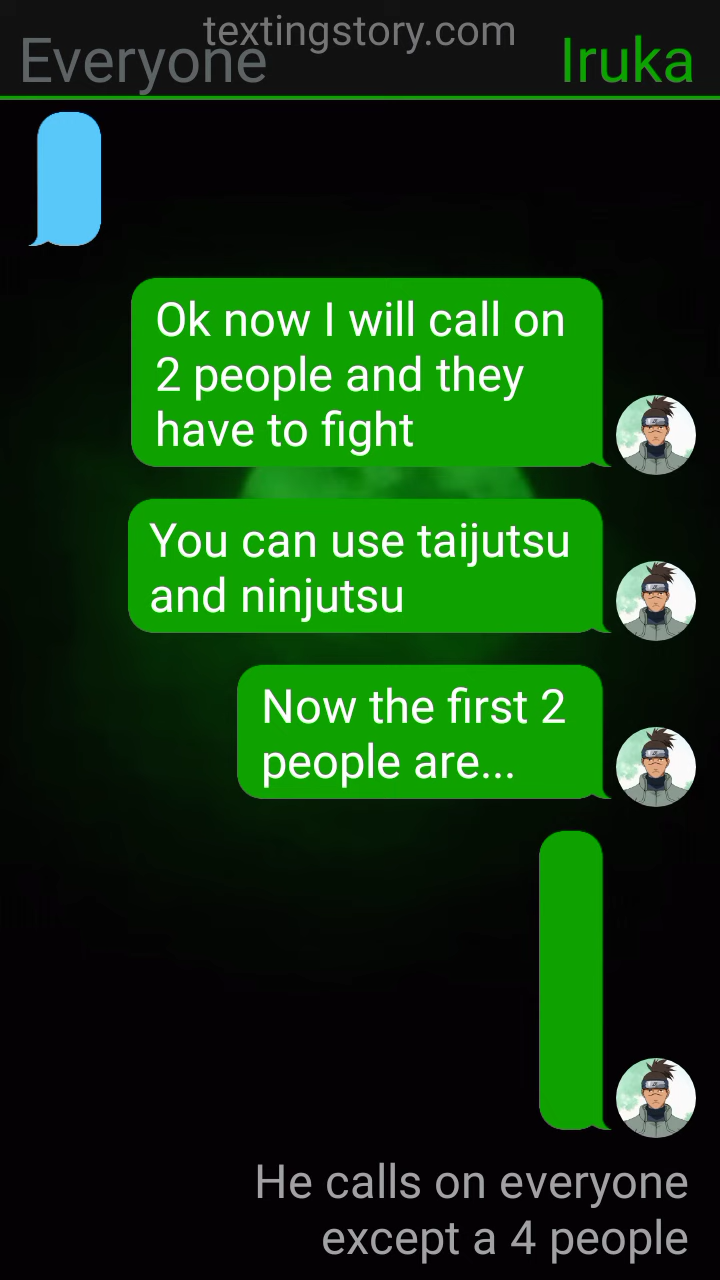 textingstory.com
Everyone
Iruka
Ok now I will call on
2 people and they
have to fight
You can use taijutsu
and ninjutsu
Now the first 2
people are...
He calls on everyone
except a 4 people